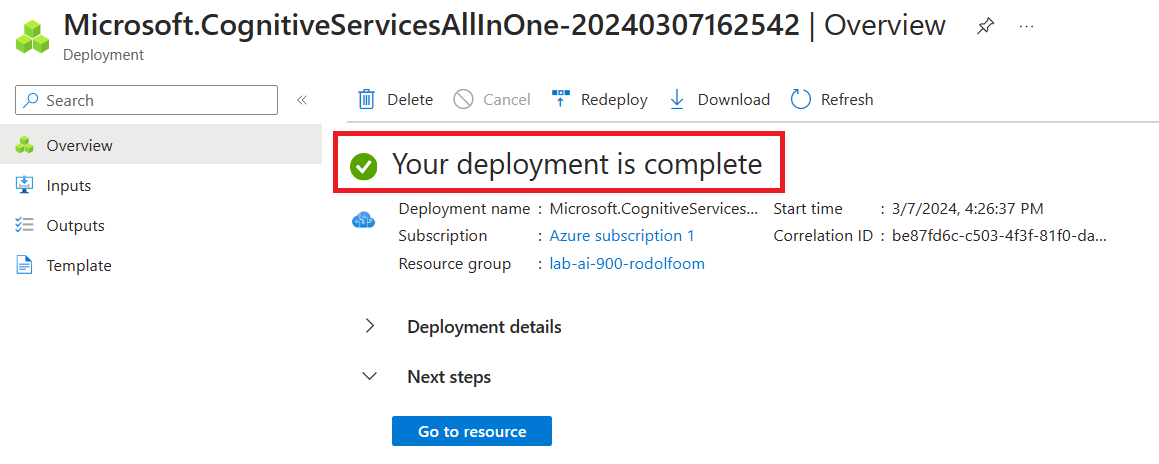 Microsoft.CognitiveServicesAllInOne-20240307162542 | Overview
Deployment
Search
Overview
Inputs
Outputs
Template
Delete
Cancel
Redeploy
Download
Refresh
Your deployment is complete
Deployment name : Microsoft.CognitiveServices...
Subscription : Azure subscription 1
Resource group : lab-ai-900-rodolfoom
Start time : 3/7/2024, 4:26:37 PM
Correlation ID : be87fd6c-c503-4f3f-81f0-da...
Deployment details
Next steps
Go to resource